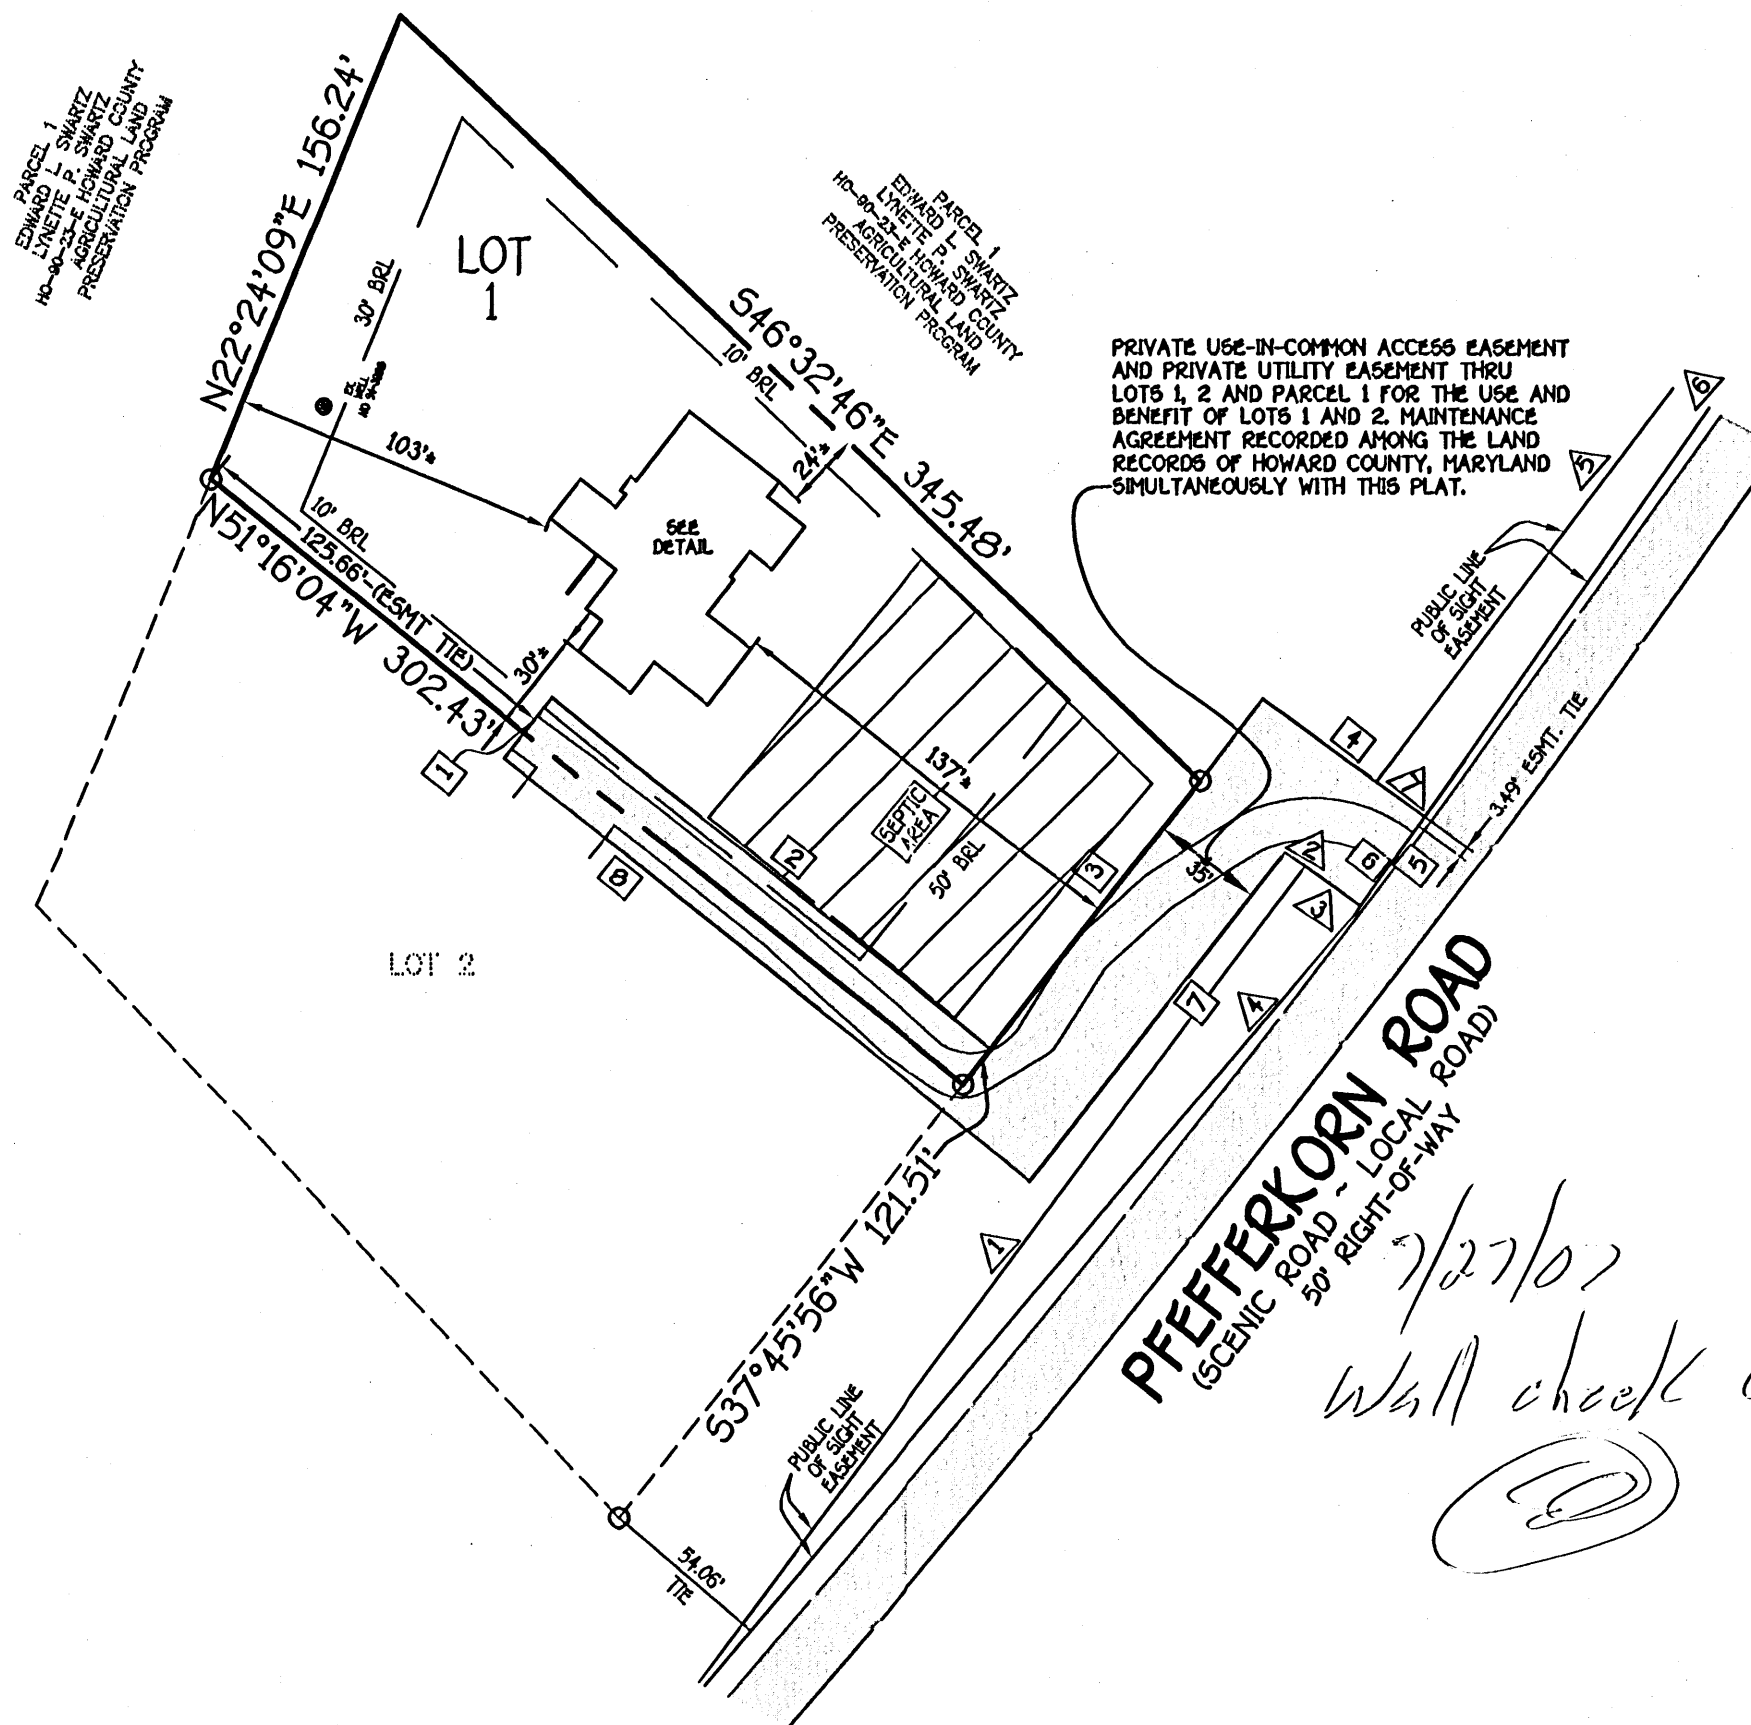 PARCEL 1
EDWARD L. SWARTZ
LYNETTE P. SWARTZ
HO-90-23-E HOWARD COUNTY
AGRICULTURAL LAND
PRESERVATION PROGRAM
N22°24'09"E 156.24'
LOT
1
30' BRL
EX.
WELL
PARCEL 1
EDWARD L. SWARTZ
LYNETTE P. SWARTZ
HO-90-23-E HOWARD COUNTY
AGRICULTURAL LAND
PRESERVATION PROGRAM
S46°32'46"E 345.48'
10' BRL
PRIVATE USE-IN-COMMON ACCESS EASEMENT
AND PRIVATE UTILITY EASEMENT THRU
LOTS 1, 2 AND PARCEL 1 FOR THE USE AND
BENEFIT OF LOTS 1 AND 2. MAINTENANCE
AGREEMENT RECORDED AMONG THE LAND
RECORDS OF HOWARD COUNTY, MARYLAND
SIMULTANEOUSLY WITH THIS PLAT.
103'±
24'±
SEE
DETAIL
10' BRL
125.66'-(ESMT TIE)
N51°16'04"W 302.43'
30'±
137'±
SEPTIC
AREA
50' BRL
35'
1
2
3
4
5
6
7
8
1
2
3
4
5
6
7
PUBLIC LINE
OF SIGHT
EASEMENT
3.49' ESMT. TIE
LOT 2
S37°45'56"W 121.51'
PFEFFERKORN ROAD
(SCENIC ROAD ~ LOCAL ROAD)
50' RIGHT-OF-WAY
PUBLIC LINE
OF SIGHT
EASEMENT
54.06'
TIE
7/27/07
Wall check